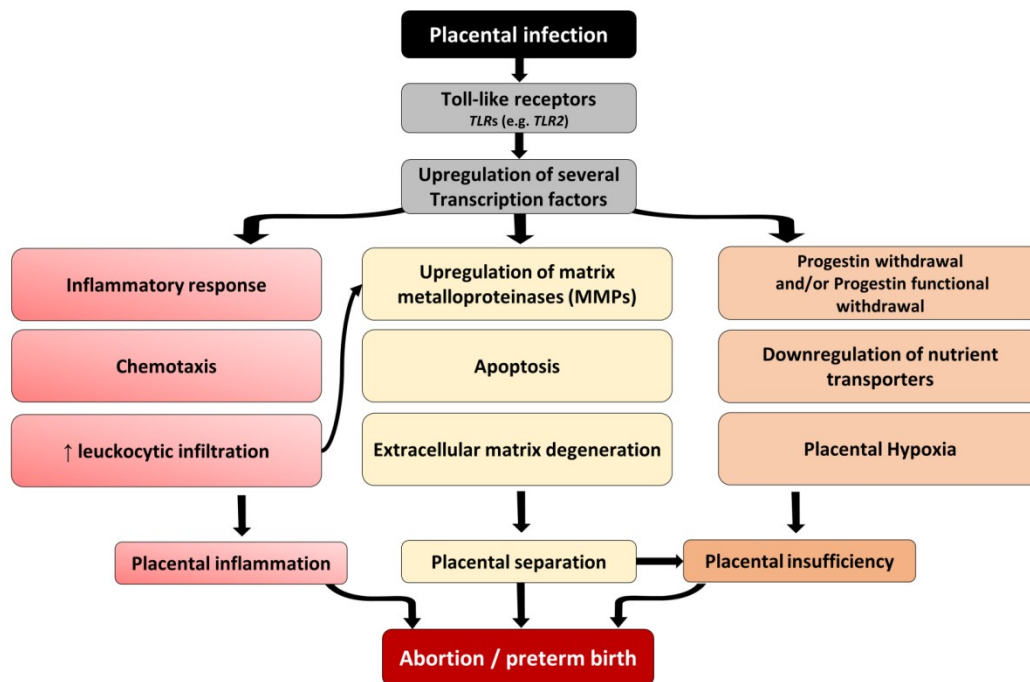 Placental infection
Toll-like receptors
TLRs (e.g. TLR2)
Upregulation of several
Transcription factors
Inflammatory response
Chemotaxis
↑ leuckocytic infiltration
Upregulation of matrix
metalloproteinases (MMPs)
Apoptosis
Extracellular matrix degeneration
Progestin withdrawal
and/or Progestin functional
withdrawal
Downregulation of nutrient
transporters
Placental Hypoxia
Placental inflammation
Placental separation
Placental insufficiency
Abortion / preterm birth